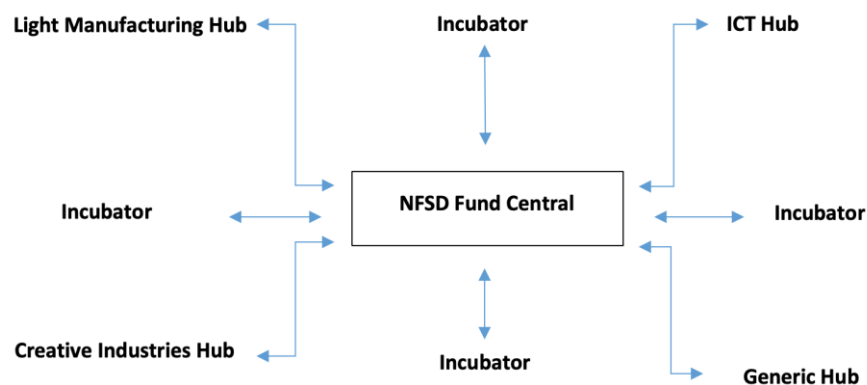 Light Manufacturing Hub
Incubator
ICT Hub
NFSD Fund Central
Incubator
Incubator
Creative Industries Hub
Incubator
Generic Hub